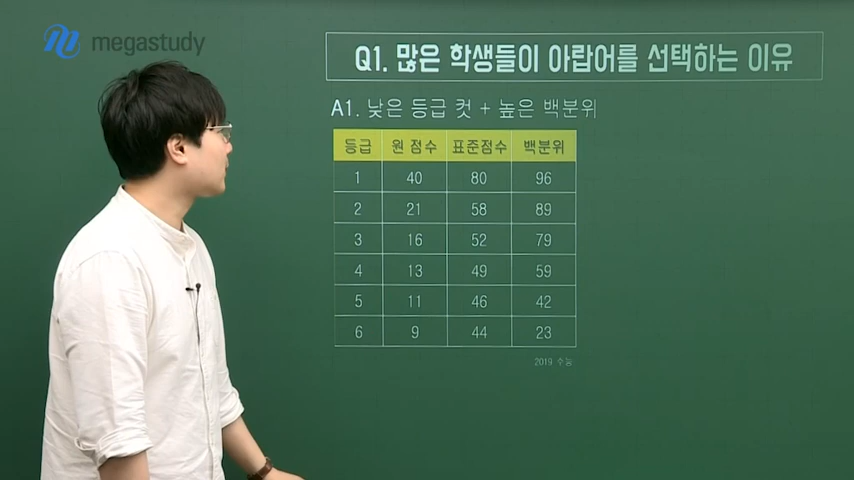 megastudy
Q1. 많은 학생들이 아랍어를 선택하는 이유
A1. 낮은 등급 컷 + 높은 백분위
등급 원 점수 표준점수 백분위
1 40 80 96
2 21 58 89
3 16 52 79
4 13 49 59
5 11 46 42
6 9 44 23
2019 수능